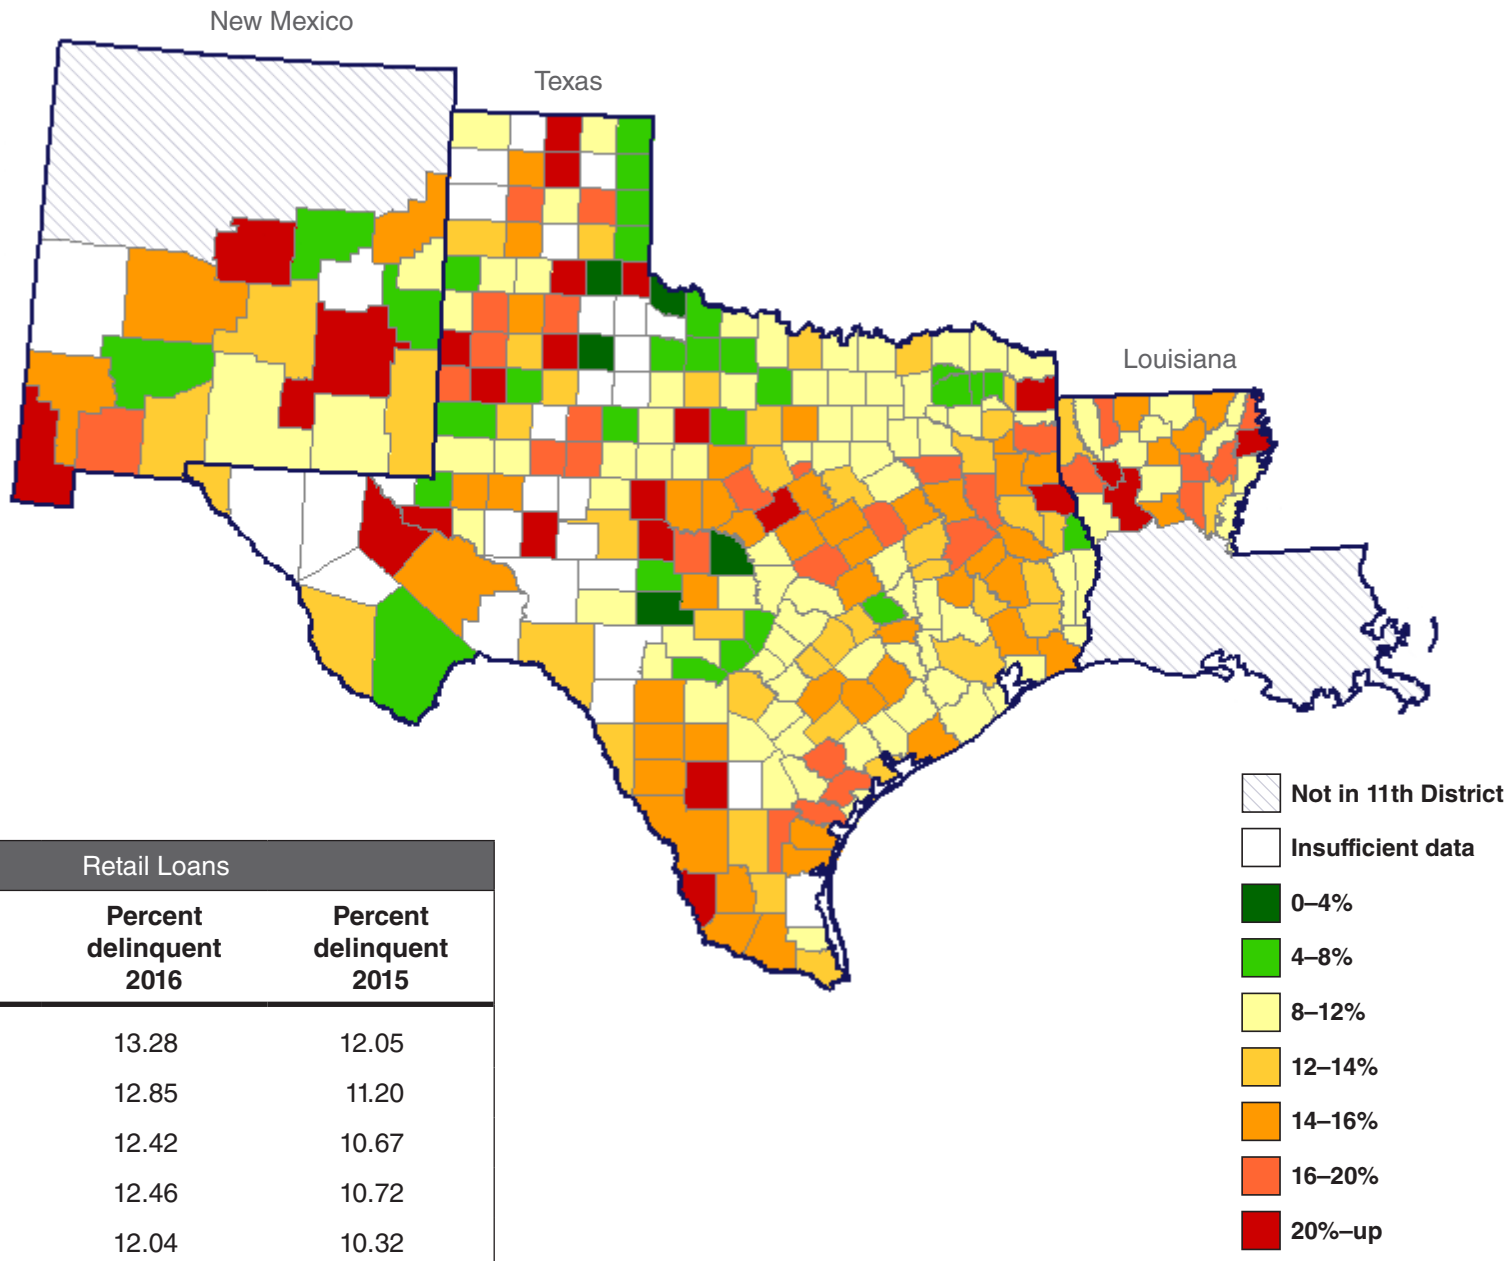 New Mexico
Texas
Louisiana
Not in 11th District
Insufficient data
0–4%
4–8%
8–12%
12–14%
14–16%
16–20%
20%–up
Retail Loans
Percent delinquent 2016
Percent delinquent 2015
13.28 12.05
12.85 11.20
12.42 10.67
12.46 10.72
12.04 10.32